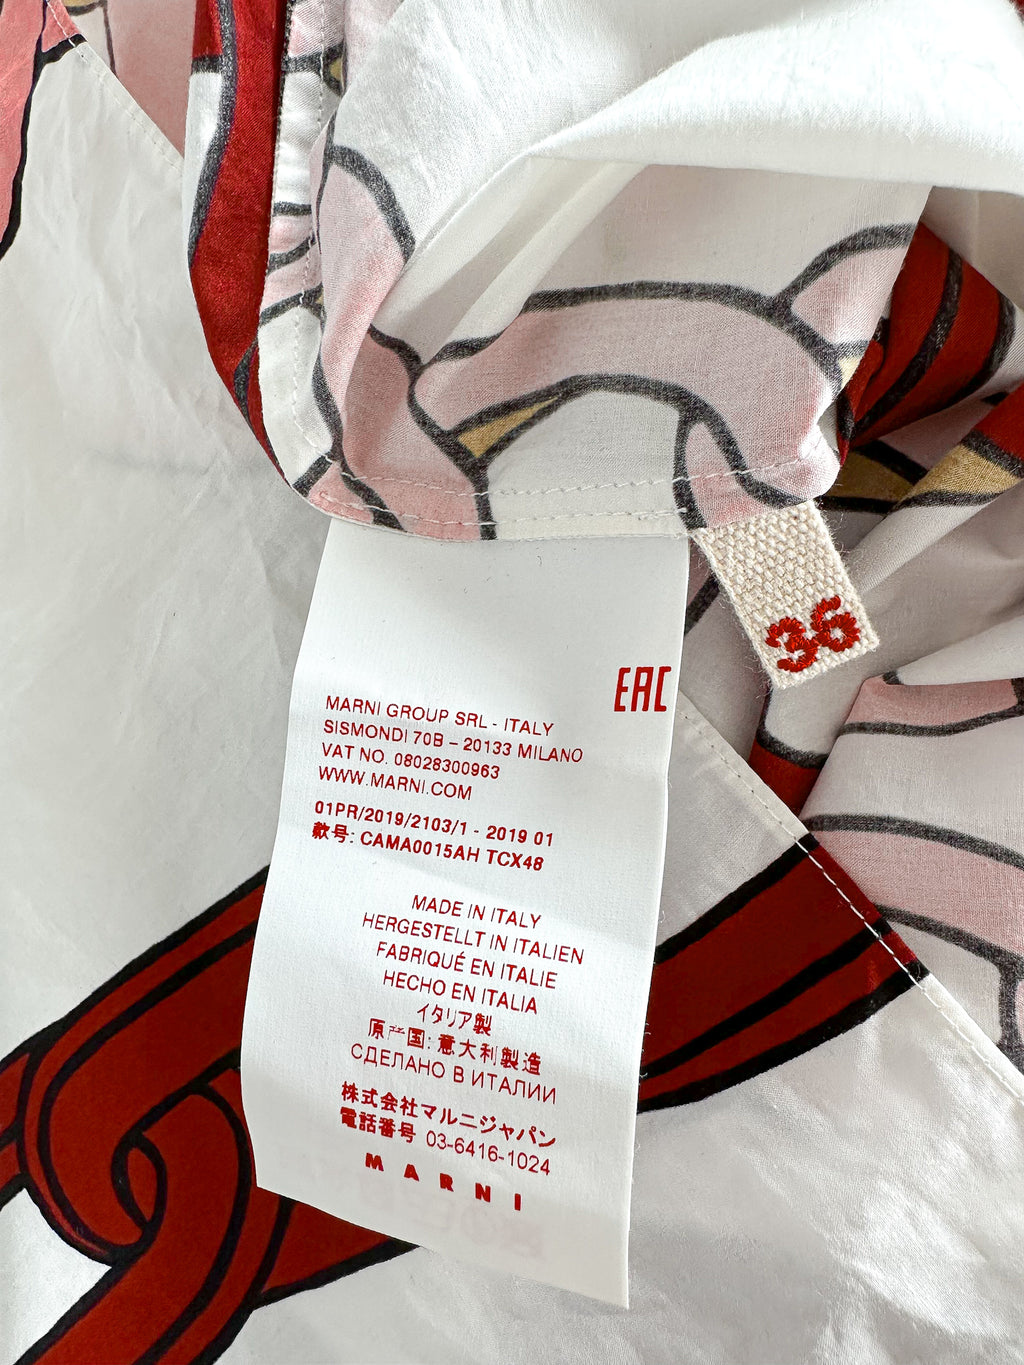 36
EAC
MARNI GROUP SRL - ITALY
SISMONDI 70B – 20133 MILANO
VAT NO. 08028300963
WWW.MARNI.COM
01PR/2019/2103/1 - 2019 01
款号: CAMA0015AH TCX48
MADE IN ITALY
HERGESTELLT IN ITALIEN
FABRIQUÉ EN ITALIE
HECHO EN ITALIA
イタリア製
原产国: 意大利製造
СДЕЛАНО В ИТАЛИИ
株式会社マルニジャパン
電話番号 03-6416-1024
MARNI